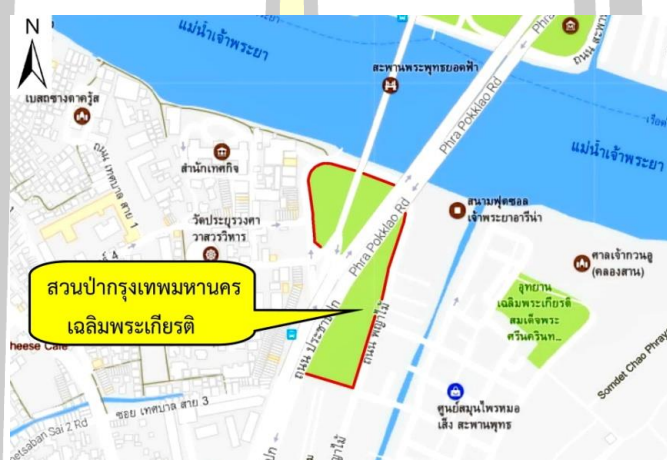 N
แม่น้ำเจ้าพระยา
สะพานพระพุทธยอดฟ้า
Phra Pokklao Rd
เบสถซางตาครู้ส
สำนักเทศกิจ
ถนน เทศบาล สาย 1
วัดประยุรวงศา
วาสวรวิหาร
Phra Pokklao Rd
แม่น้ำเจ้าพระยา
สนามฟุตซอล
เจ้าพระยาอารีน่า
ศาลเจ้ากวนอู
(คลองสาน)
Phra Pokklao Rd
สวนป่ากรุงเทพมหานคร
เฉลิมพระเกียรติ
อุทยาน
เฉลิมพระเกียรติ
สมเด็จพระ
ศรีนครินท...
ถนน พญาไม้
ถนน ประชาธิปก
heese Cafe
ซอย เทศบาล สาย 3
etsaban Sai 2 Rd
Somdet Chao Phray
ศูนย์สมุนไพรหมอ
เส็ง สะพานพุทธ